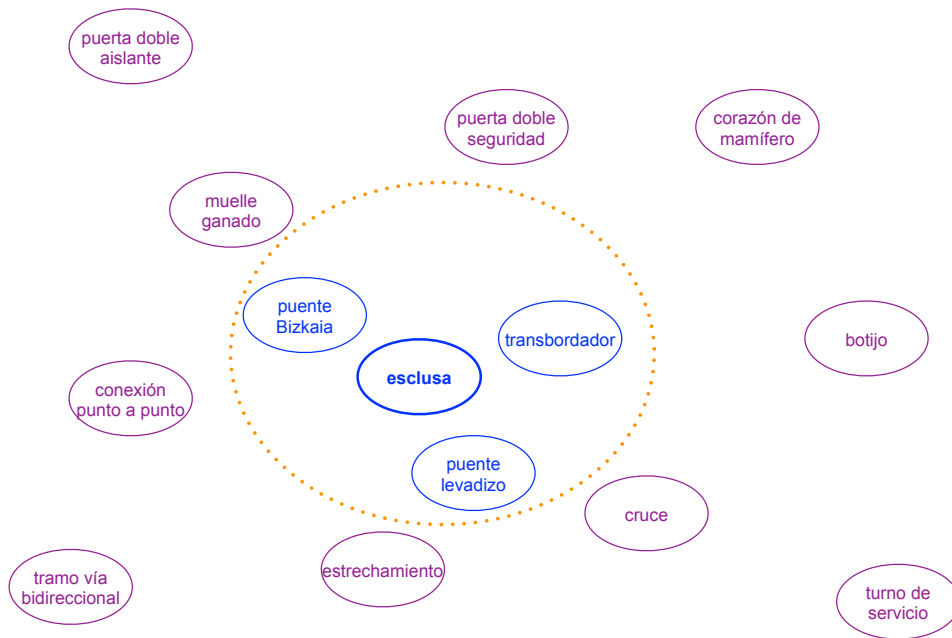 puerta doble
aislante
puerta doble
seguridad
corazón de
mamífero
muelle
ganado
puente
Bizkaia
transbordador
botijo
esclusa
conexión
punto a punto
puente
levadizo
cruce
estrechamiento
tramo vía
bidireccional
turno de
servicio